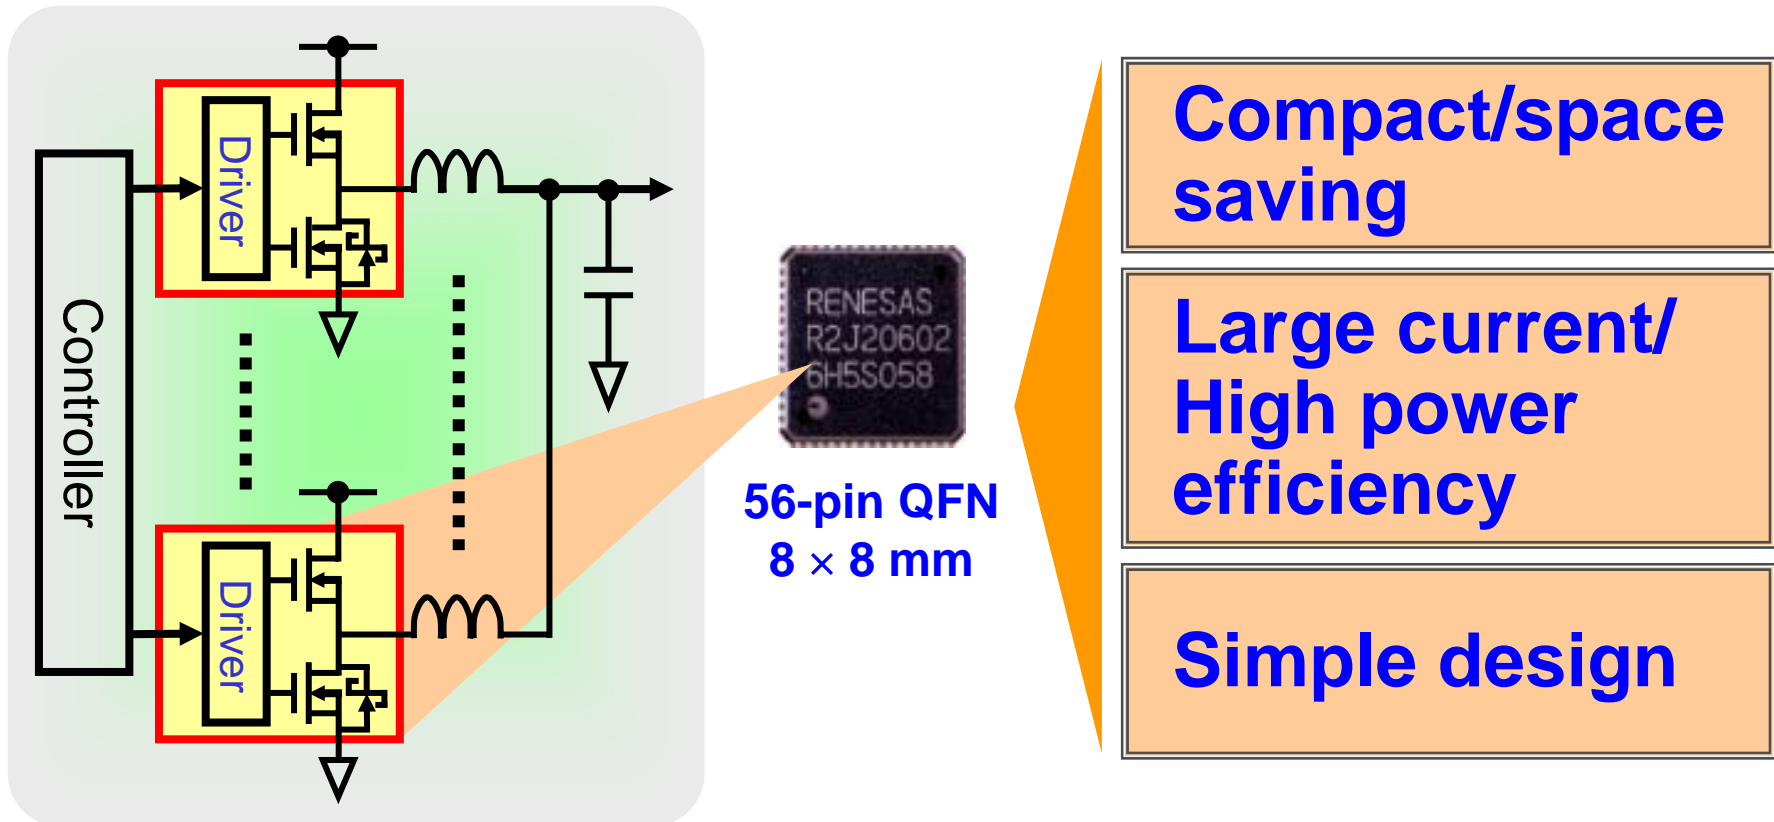 Controller
Driver
Driver
RENESAS
R2J20602
6H5S058
56-pin QFN
8 × 8 mm
Compact/space
saving
Large current/
High power
efficiency
Simple design